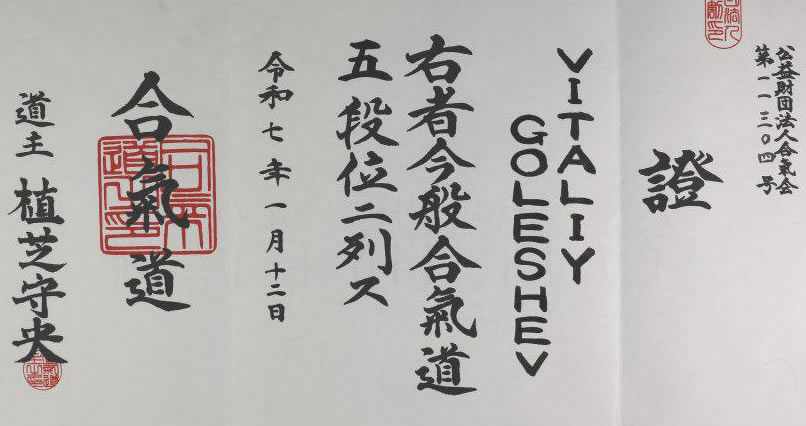 公益財団法人合氣会
第一一三〇四号
證
VITALIY
GOLESHEV
右者今般合氣道
五段位ニ列ス
令和七年一月十二日
合氣道
道主 植芝守央